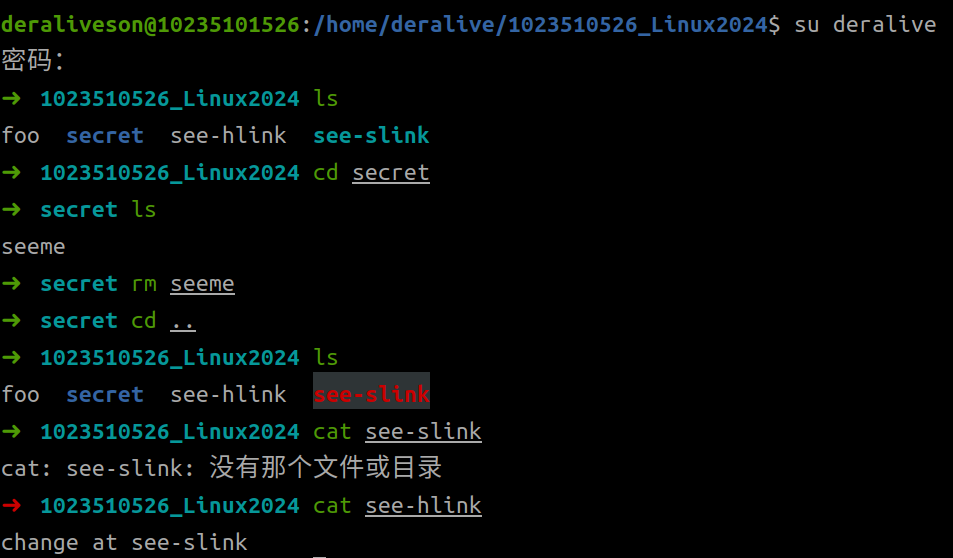 deraliveson@10235101526:/home/deralive/1023510526_Linux2024$ su deralive
密码：
➜ 1023510526_Linux2024 ls
foo secret see-hlink see-slink
➜ 1023510526_Linux2024 cd secret
➜ secret ls
seeme
➜ secret rm seeme
➜ secret cd ..
➜ 1023510526_Linux2024 ls
foo secret see-hlink see-slink
➜ 1023510526_Linux2024 cat see-slink
cat: see-slink: 没有那个文件或目录
➜ 1023510526_Linux2024 cat see-hlink
change at see-slink